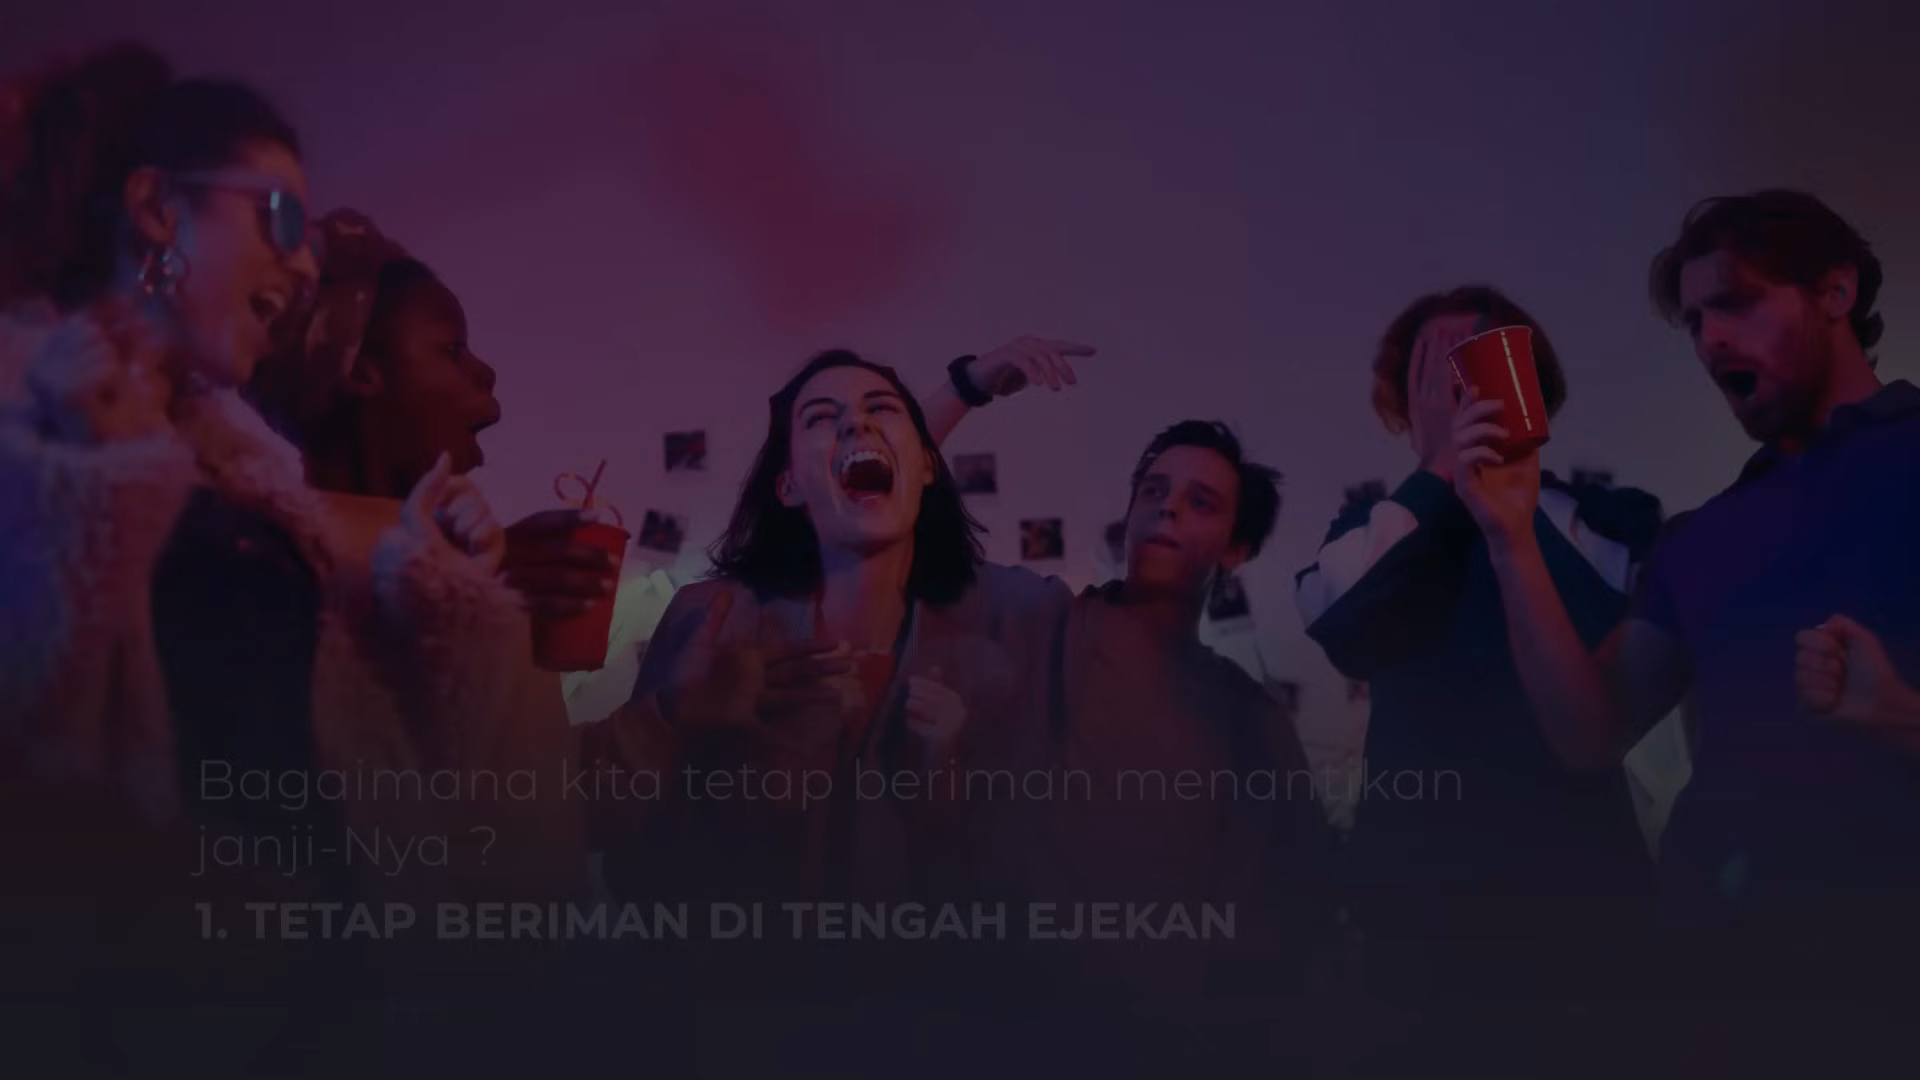 Bagaimana kita tetap beriman menantikan
janji-Nya ?
1. TETAP BERIMAN DI TENGAH EJEKAN